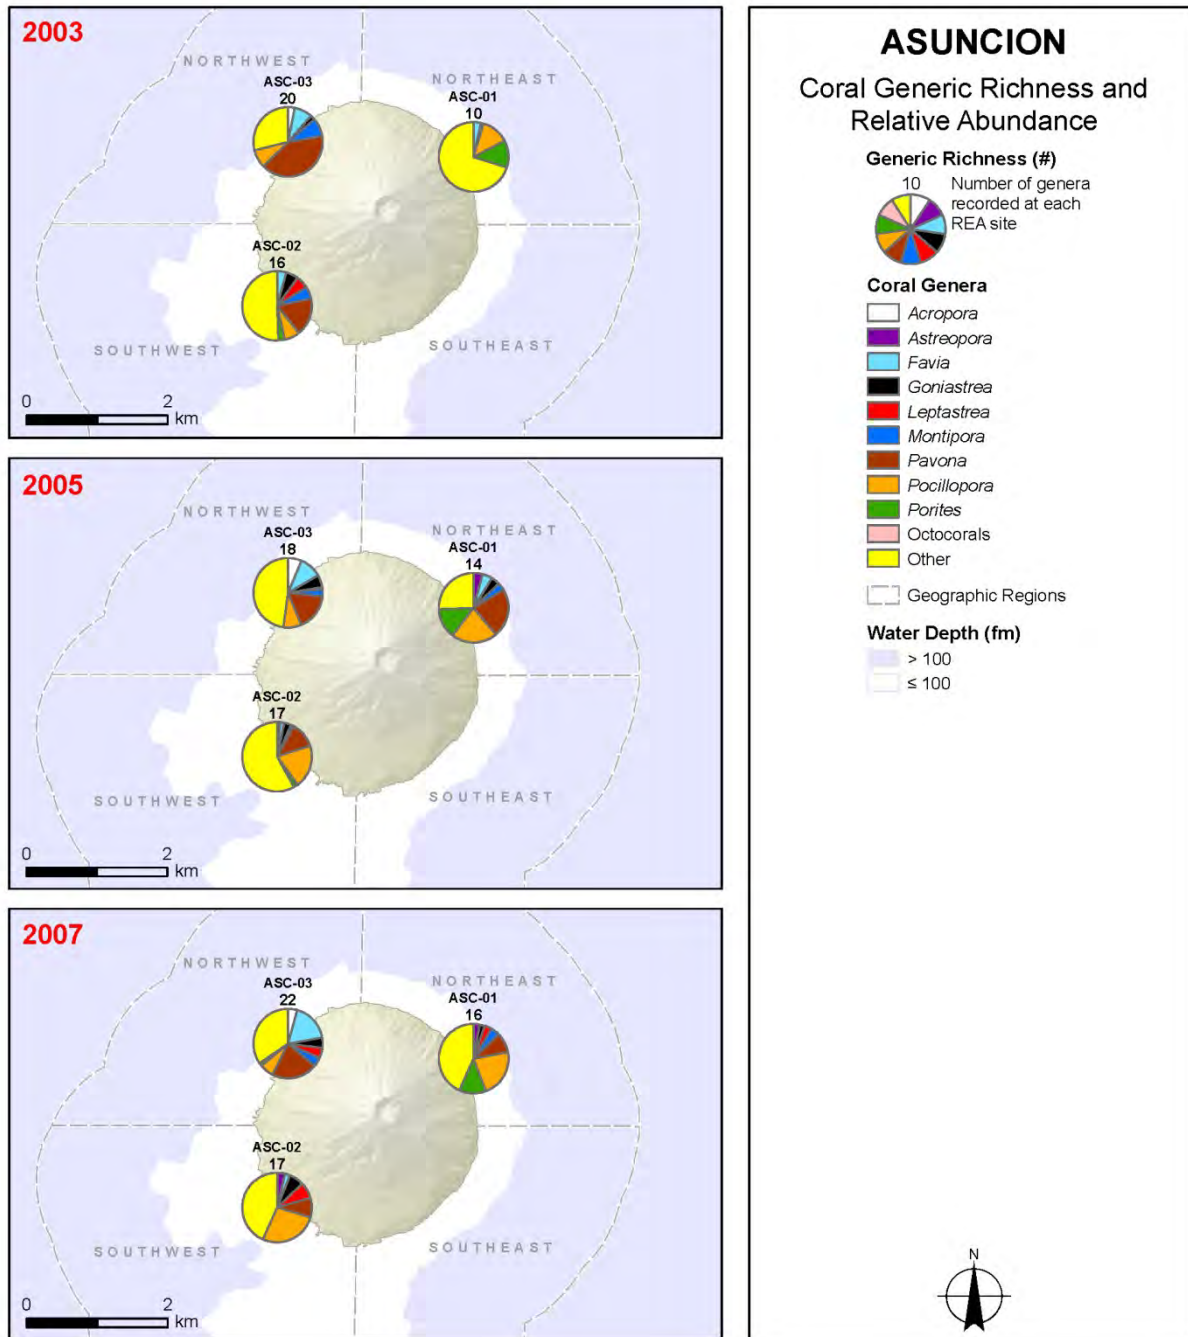 2003
NORTHWEST
ASC-03
20
NORTHEAST
ASC-01
10
ASC-02
16
SOUTHWEST
SOUTHEAST
0 2
km
2005
NORTHWEST
ASC-03
18
NORTHEAST
ASC-01
14
ASC-02
17
SOUTHWEST
SOUTHEAST
0 2
km
2007
NORTHWEST
ASC-03
22
NORTHEAST
ASC-01
16
ASC-02
17
SOUTHWEST
SOUTHEAST
0 2
km
ASUNCION
Coral Generic Richness and
Relative Abundance
Generic Richness (#)
10 Number of genera
recorded at each
REA site
Coral Genera
Acropora
Astreopora
Favia
Goniastrea
Leptastrea
Montipora
Pavona
Pocillopora
Porites
Octocorals
Other
Geographic Regions
Water Depth (fm)
> 100
≤ 100
N